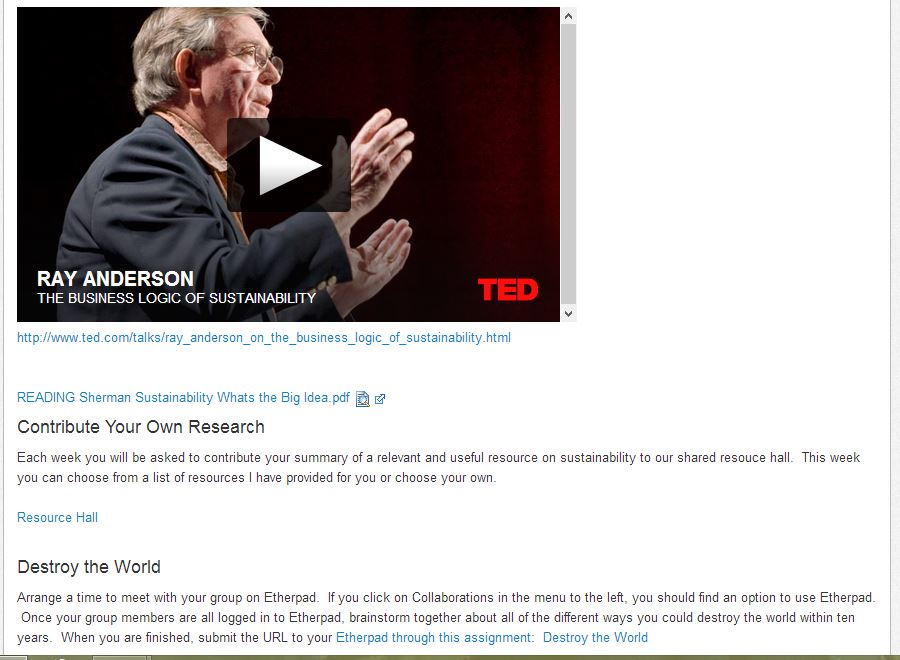 RAY ANDERSON
THE BUSINESS LOGIC OF SUSTAINABILITY
TED
http://www.ted.com/talks/ray_anderson_on_the_business_logic_of_sustainability.html
READING Sherman Sustainability Whats the Big Idea.pdf
Contribute Your Own Research
Each week you will be asked to contribute your summary of a relevant and useful resource on sustainability to our shared resouce hall.  This week
you can choose from a list of resources I have provided for you or choose your own.
Resource Hall
Destroy the World
Arrange a time to meet with your group on Etherpad.  If you click on Collaborations in the menu to the left, you should find an option to use Etherpad.
Once your group members are all logged in to Etherpad, brainstorm together about all of the different ways you could destroy the world within ten
years.  When you are finished, submit the URL to your Etherpad through this assignment:  Destroy the World